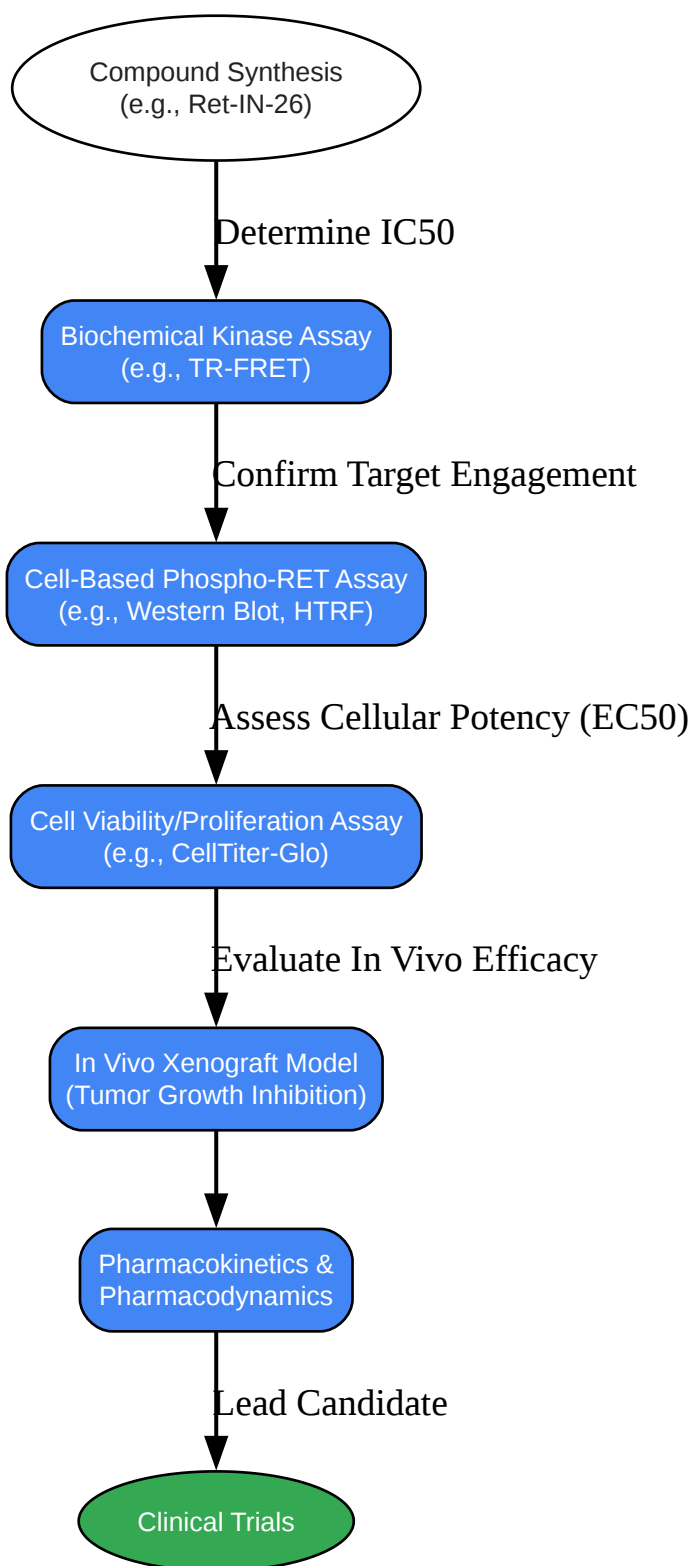 Compound Synthesis
(e.g., Ret-IN-26)
Determine IC50
Biochemical Kinase Assay
(e.g., TR-FRET)
Confirm Target Engagement
Cell-Based Phospho-RET Assay
(e.g., Western Blot, HTRF)
Assess Cellular Potency (EC50)
Cell Viability/Proliferation Assay
(e.g., CellTiter-Glo)
Evaluate In Vivo Efficacy
In Vivo Xenograft Model
(Tumor Growth Inhibition)
Pharmacokinetics &
Pharmacodynamics
Lead Candidate
Clinical Trials